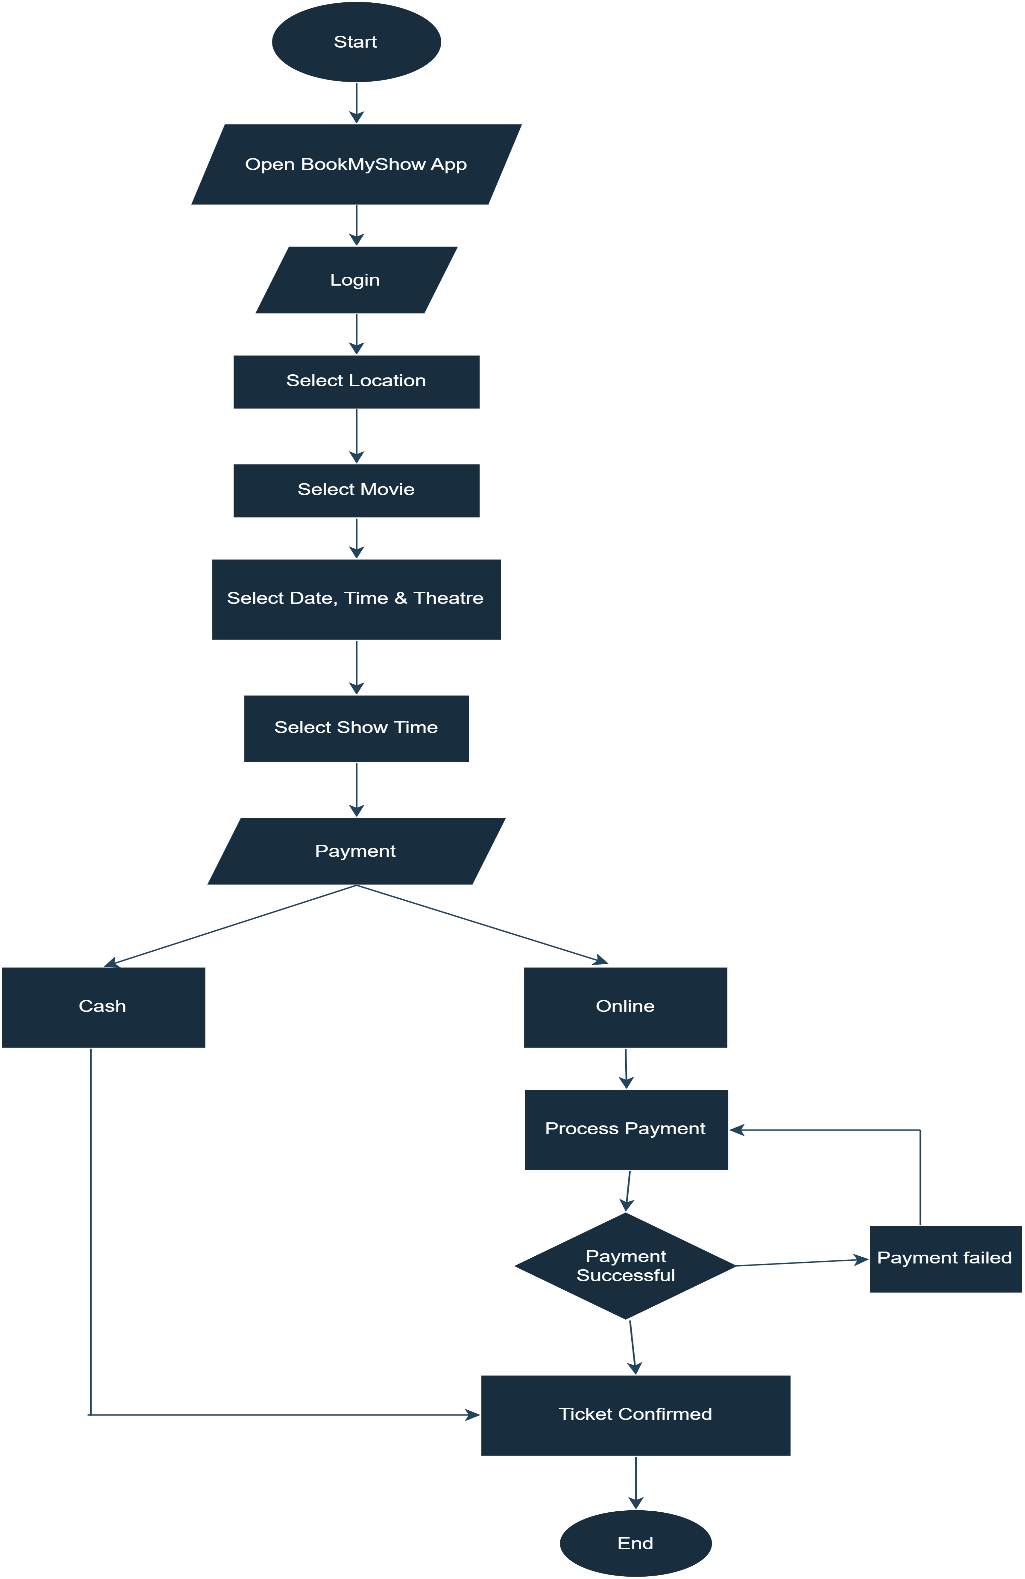 Start
Open BookMyShow App
Login
Select Location
Select Movie
Select Date, Time & Theatre
Select Show Time
Payment
Cash
Online
Process Payment
Payment
Successful
Payment failed
Ticket Confirmed
End